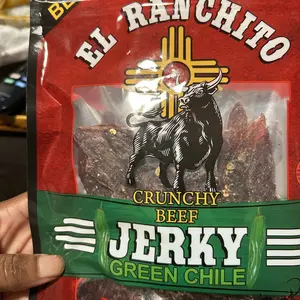 EL RANCHITO
CRUNCHY
BEEF
JERKY
GREEN CHILE